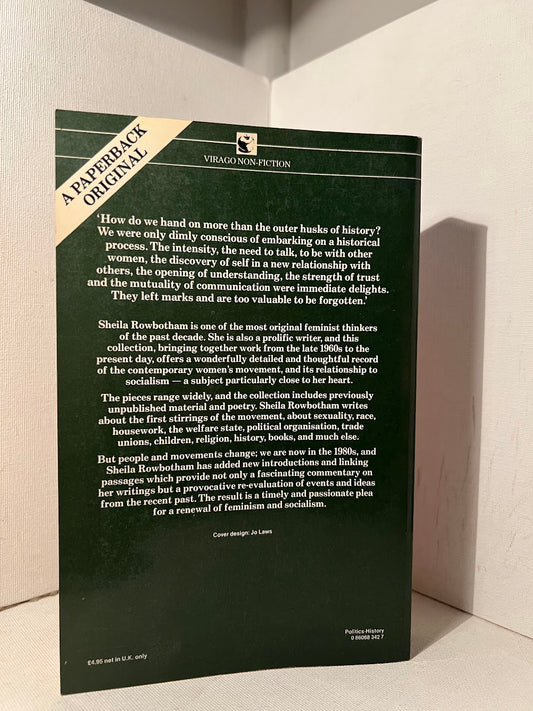 A PAPERBACK
ORIGINAL
VIRAGO NON-FICTION
'How do we hand on more than the outer husks of history?
We were only dimly conscious of embarking on a historical
process. The intensity, the need to talk, to be with other
women, the discovery of self in a new relationship with
others, the opening of understanding, the strength of trust
and the mutuality of communication were immediate delights.
They left marks and are too valuable to be forgotten.'
Sheila Rowbotham is one of the most original feminist thinkers
of the past decade. She is also a prolific writer, and this
collection, bringing together work from the late 1960s to the
present day, offers a wonderfully detailed and thoughtful record
of the contemporary women's movement, and its relationship to
socialism — a subject particularly close to her heart.
The pieces range widely, and the collection includes previously
unpublished material and poetry. Sheila Rowbotham writes
about the first stirrings of the movement, about sexuality, race,
housework, the welfare state, political organisation, trade
unions, children, religion, history, books, and much else.
But people and movements change; we are now in the 1980s, and
Sheila Rowbotham has added new introductions and linking
passages which provide not only a fascinating commentary on
her writings but a provocative re-evaluation of events and ideas
from the recent past. The result is a timely and passionate plea
for a renewal of feminism and socialism.
Cover design: Jo Laws
Politics-History
0 86068 342 7
£4.95 net in U.K. only